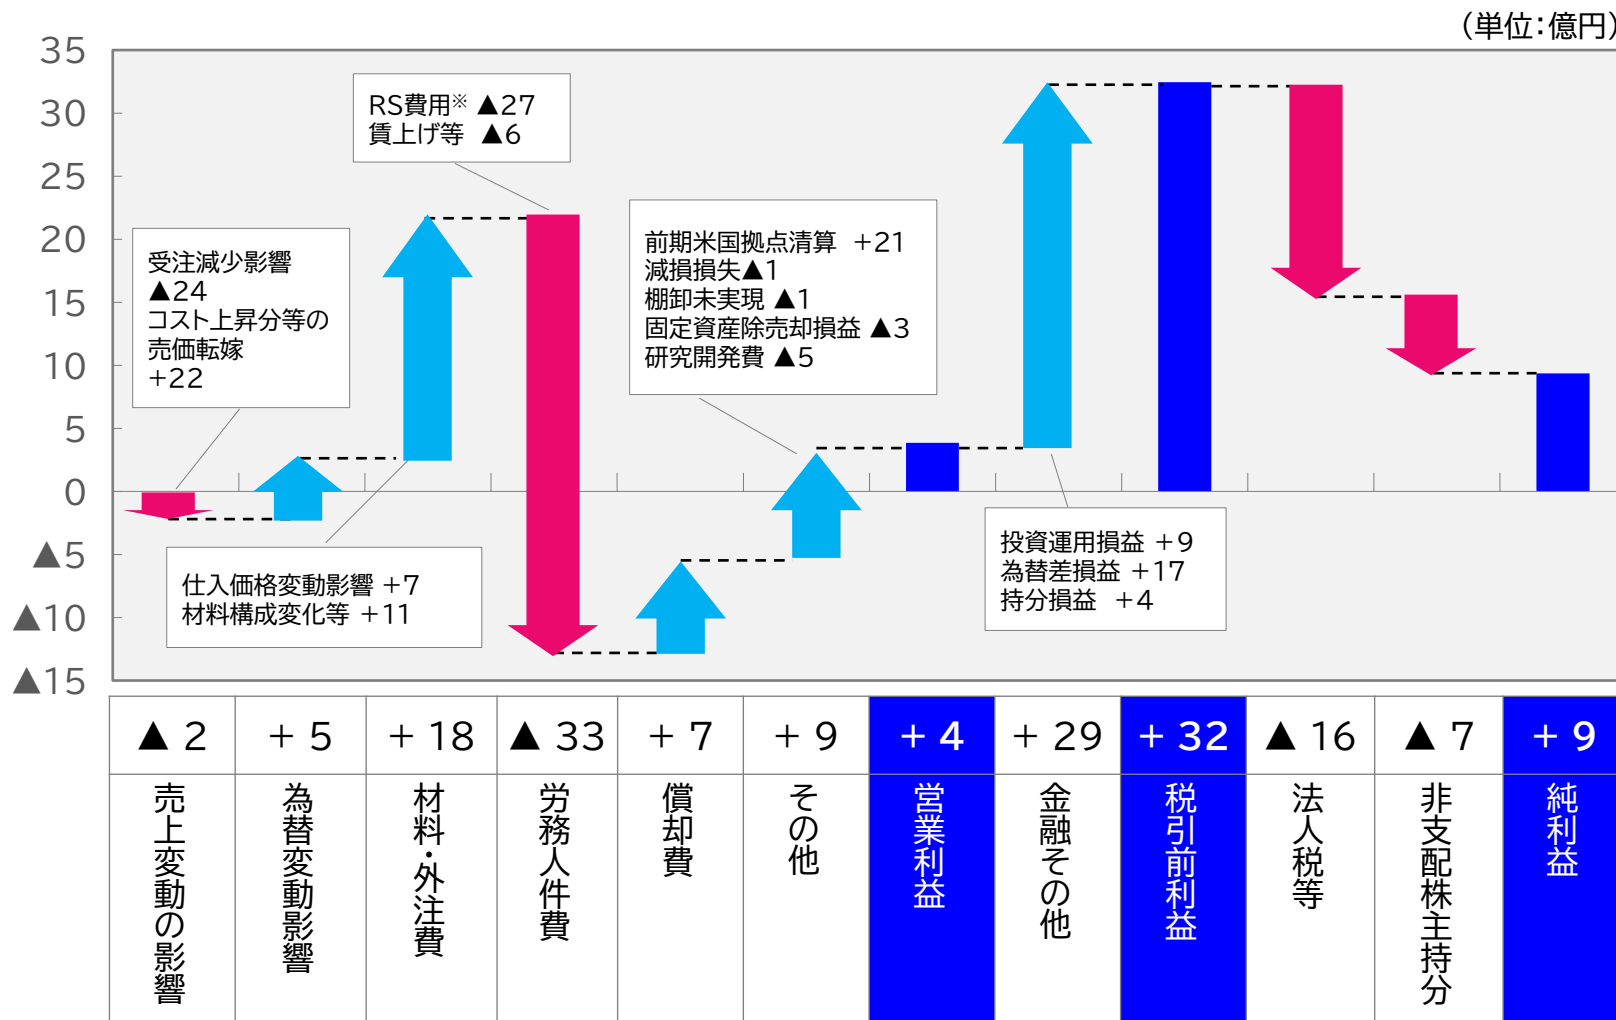 (単位:億円)
35
30
25
20
15
10
5
0
▲5
▲10
▲15
受注減少影響
▲24
コスト上昇分等の
売価転嫁
+22
RS費用※ ▲27
賃上げ等 ▲6
仕入価格変動影響 +7
材料構成変化等 +11
前期米国拠点清算 +21
減損損失▲1
棚卸未実現 ▲1
固定資産除売却損益 ▲3
研究開発費 ▲5
投資運用損益 +9
為替差損益 +17
持分損益 +4
▲ 2
+ 5
+ 18
▲ 33
+ 7
+ 9
+ 4
+ 29
+ 32
▲ 16
▲ 7
+ 9
売上変動の影響
為替変動影響
材料・外注費
労務人件費
償却費
その他
営業利益
金融その他
税引前利益
法人税等
非支配株主持分
純利益